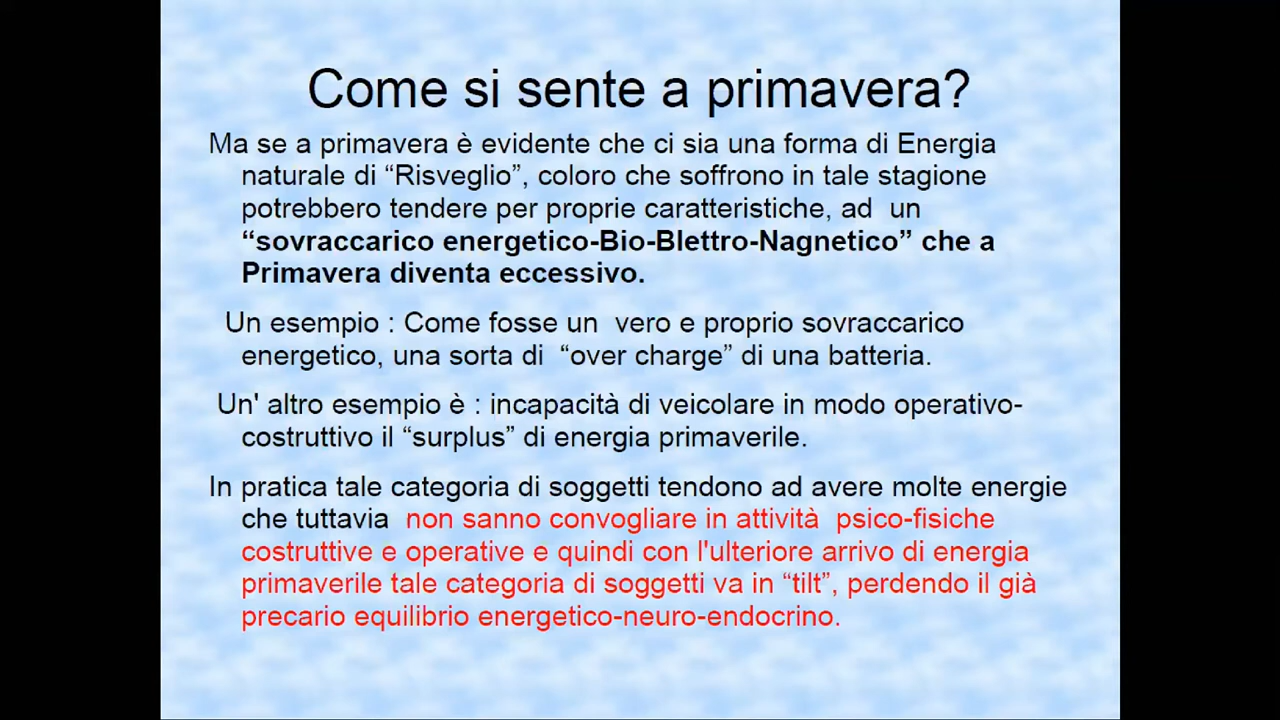 Come si sente a primavera?
Ma se a primavera è evidente che ci sia una forma di Energia
naturale di “Risveglio”, coloro che soffrono in tale stagione
potrebbero tendere per proprie caratteristiche, ad un
“sovraccarico energetico-Bio-Blettro-Nagnetico” che a
Primavera diventa eccessivo.
Un esempio : Come fosse un vero e proprio sovraccarico
energetico, una sorta di “over charge” di una batteria.
Un' altro esempio è : incapacità di veicolare in modo operativo-
costruttivo il “surplus” di energia primaverile.
In pratica tale categoria di soggetti tendono ad avere molte energie
che tuttavia non sanno convogliare in attività psico-fisiche
costruttive e operative e quindi con l'ulteriore arrivo di energia
primaverile tale categoria di soggetti va in “tilt”, perdendo il già
precario equilibrio energetico-neuro-endocrino.